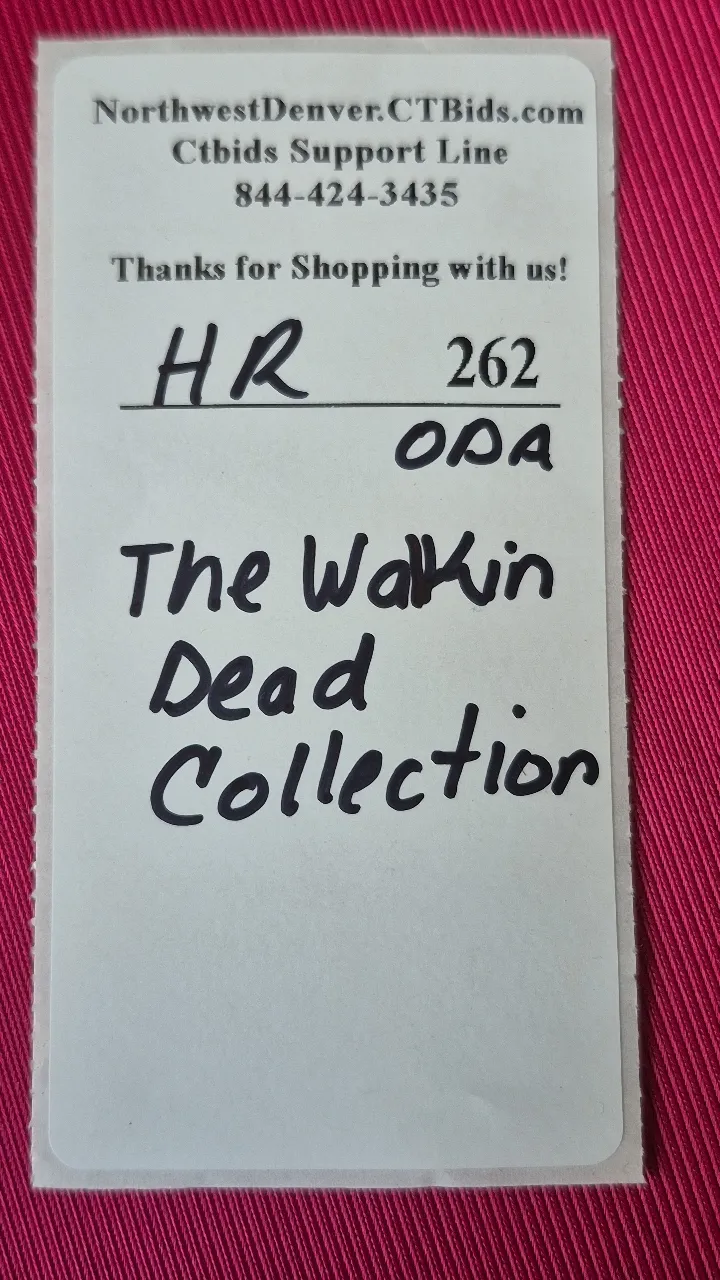 NorthwestDenver.CTBids.com
Ctbids Support Line
844-424-3435
Thanks for Shopping with us!
HR 262
ODA
The Walkin
Dead
Collection